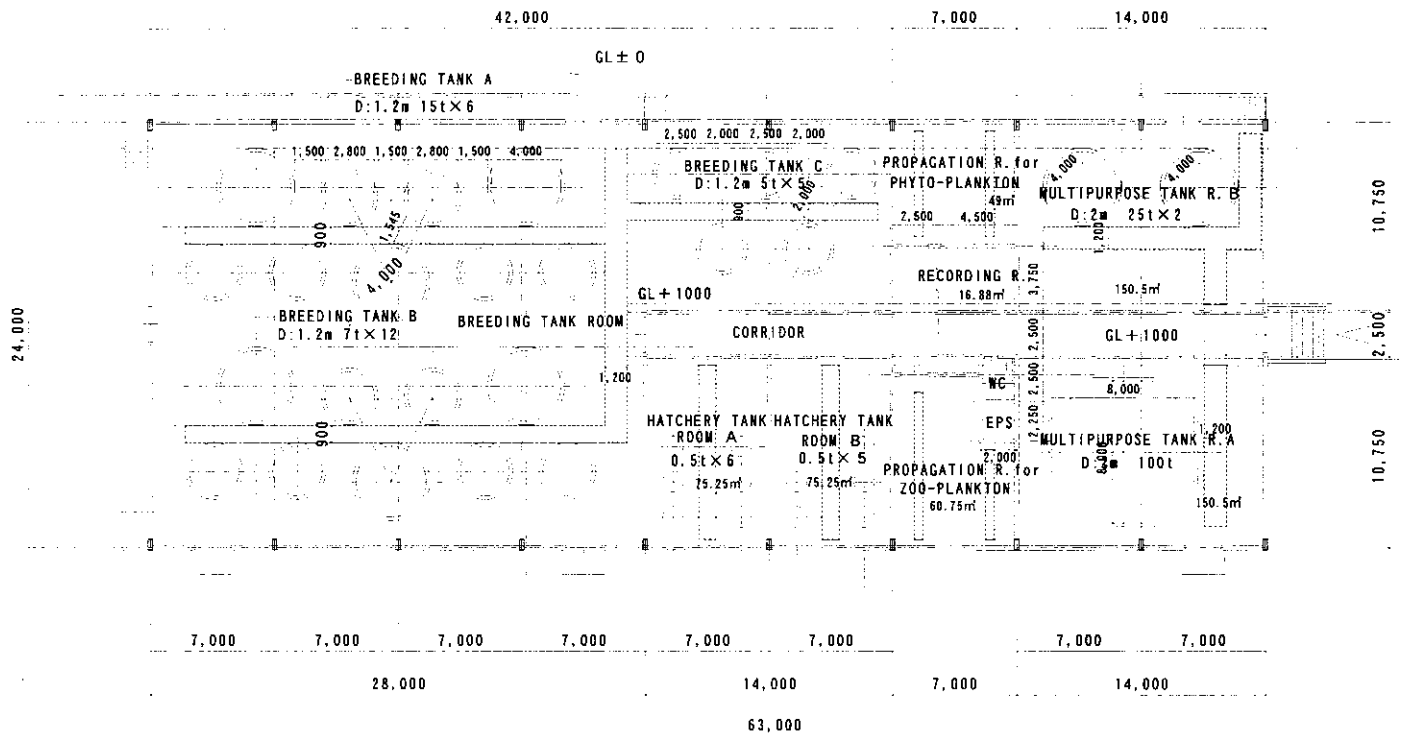 42,000
7,000
14,000
GL±0
BREEDING TANK A
D:1.2m 15t×6
2,500 2,000 2,500 2,000
1,500 2,800 1,500 2,800 1,500 4,000
BREEDING TANK C
D:1.2m 5t×5
2,000
900
PROPAGATION R. for
PHYTO-PLANKTON
49㎡
2,500 4,500
4,000
4,000
MULTIPURPOSE TANK R. B
D:2m 25t×2
1,200
10,750
900
1,545
4,000
RECORDING R.
16.88㎡
3,750
150.5㎡
GL+1000
BREEDING TANK B
D:1.2m 7t×12
BREEDING TANK ROOM
CORRIDOR
2,500
GL+1000
2,500
24,000
1,200
WC
2,500
8,000
900
HATCHERY TANK
ROOM A
0.5t×6
75.25㎡
HATCHERY TANK
ROOM B
0.5t×5
75.25㎡
EPS
2,000
PROPAGATION R. for
ZOO-PLANKTON
60.75㎡
MULTIPURPOSE TANK R.A
100t
1,200
150.5㎡
10,750
7,000 7,000 7,000 7,000 7,000 7,000 7,000 7,000
28,000 14,000 7,000 14,000
63,000